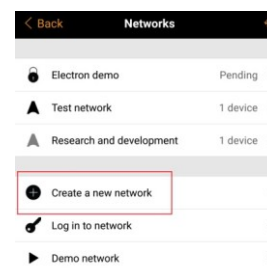 Back Networks
Electron demo Pending
Test network 1 device
Research and development 1 device
Create a new network
Log in to network
Demo network